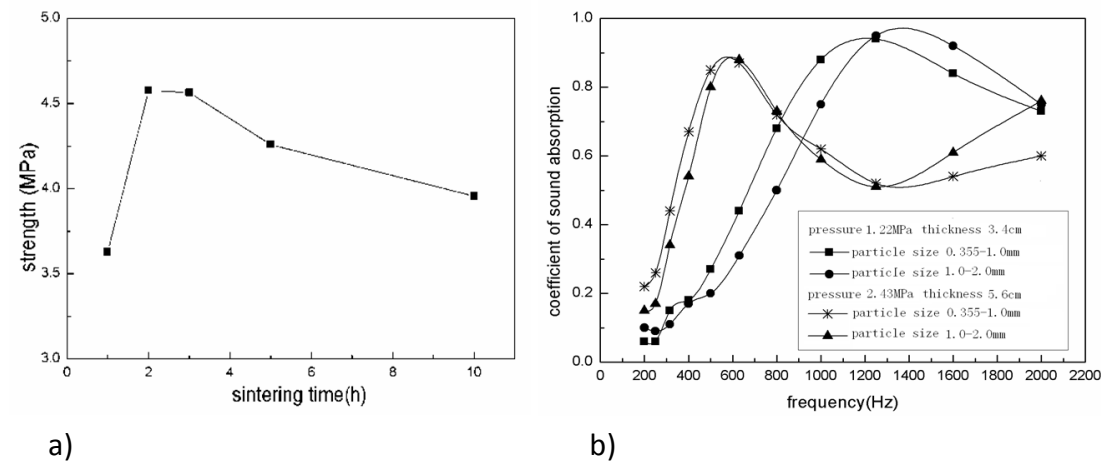 5.0
4.5
4.0
3.5
3.0
0
2
4
6
8
10
strength (MPa)
sintering time(h)
a)
1.0
0.8
0.6
0.4
0.2
0.0
0
200
400
600
800
1000
1200
1400
1600
1800
2000
2200
coefficient of sound absorption
frequency(Hz)
pressure 1.22MPa thickness 3.4cm
particle size 0.355-1.0mm
particle size 1.0-2.0mm
pressure 2.43MPa thickness 5.6cm
particle size 0.355-1.0mm
particle size 1.0-2.0mm
b)